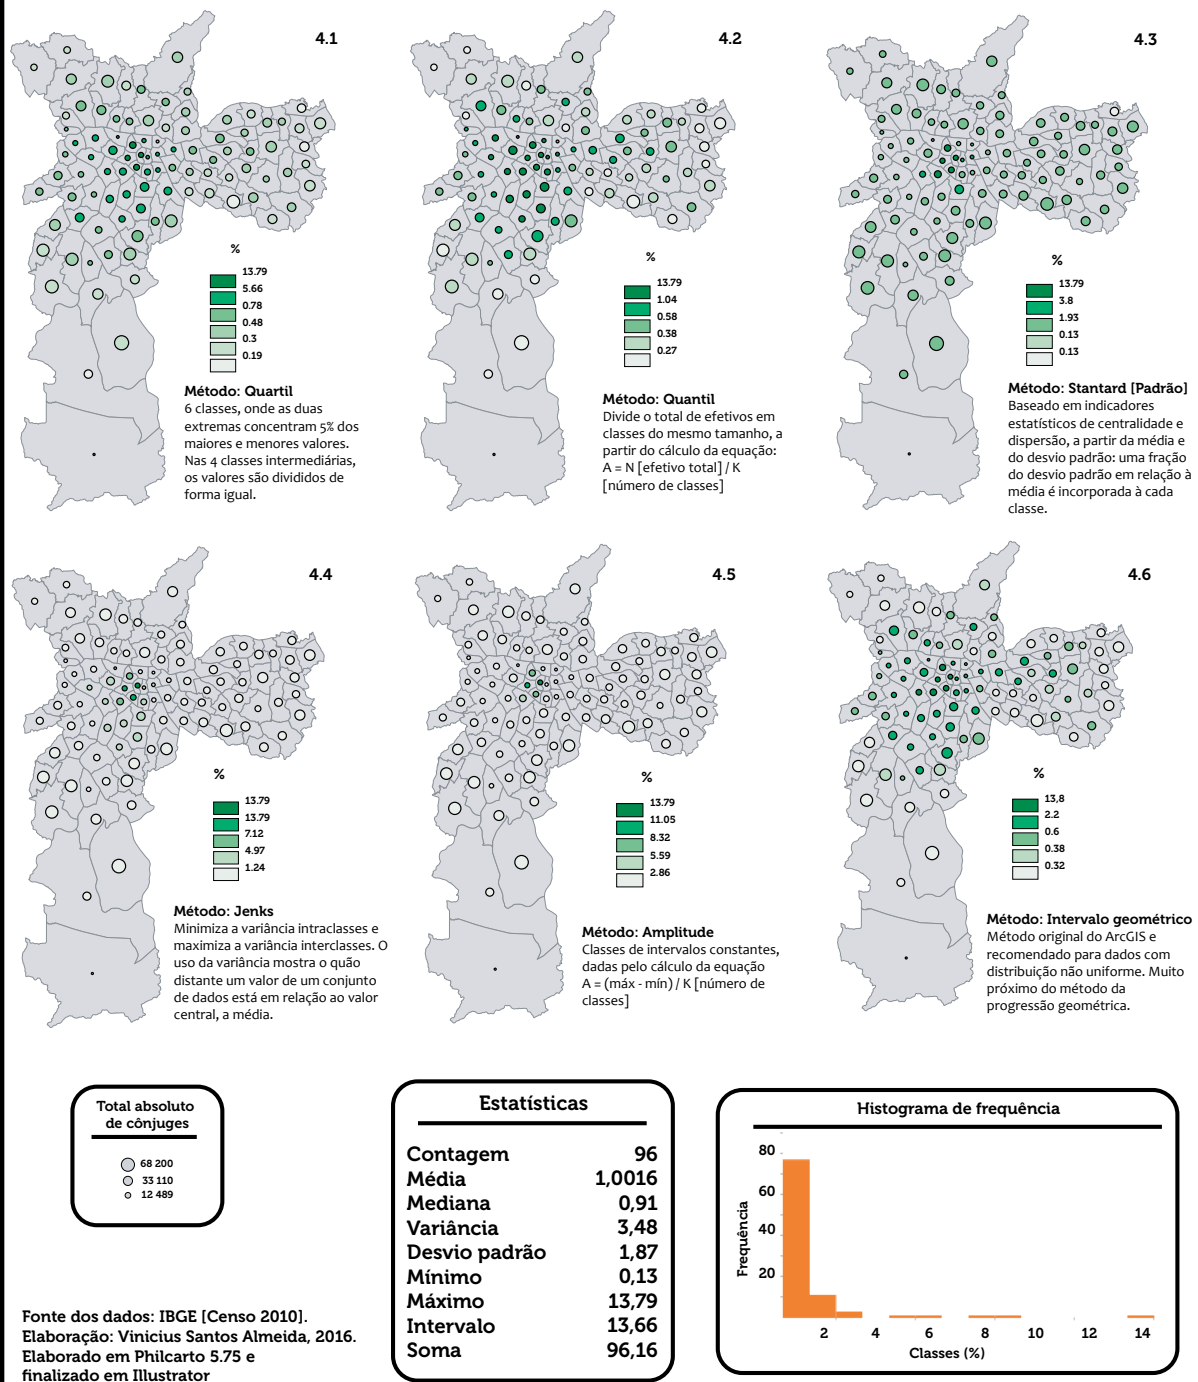 4.1
%
13.79
5.66
0.78
0.48
0.3
0.19
Método: Quartil
6 classes, onde as duas
extremas concentram 5% dos
maiores e menores valores.
Nas 4 classes intermediárias,
os valores são divididos de
forma igual.
4.2
%
13.79
1.04
0.58
0.38
0.27
Método: Quantil
Divide o total de efetivos em
classes do mesmo tamanho, a
partir do cálculo da equação:
A = N [efetivo total] / K
[número de classes]
4.3
%
13.79
3.8
1.93
0.13
0.13
Método: Stantard [Padrão]
Baseado em indicadores
estatísticos de centralidade e
dispersão, a partir da média e
do desvio padrão: uma fração
do desvio padrão em relação à
média é incorporada à cada
classe.
4.4
%
13.79
13.79
7.12
4.97
1.24
Método: Jenks
Minimiza a variância intraclasses e
maximiza a variância interclasses. O
uso da variância mostra o quão
distante um valor de um conjunto
de dados está em relação ao valor
central, a média.
4.5
%
13.79
11.05
8.32
5.59
2.86
Método: Amplitude
Classes de intervalos constantes,
dadas pelo cálculo da equação
A = (máx - mín) / K [número de
classes]
4.6
%
13,8
2.2
0.6
0.38
0.32
Método: Intervalo geométrico
Método original do ArcGIS e
recomendado para dados com
distribuição não uniforme. Muito
próximo do método da
progressão geométrica.
Total absoluto
de cônjuges
68 200
33 110
12 489
Estatísticas
Contagem 96
Média 1,0016
Mediana 0,91
Variância 3,48
Desvio padrão 1,87
Mínimo 0,13
Máximo 13,79
Intervalo 13,66
Soma 96,16
Histograma de frequência
Frequência
80
60
40
20
2 4 6 8 10 12 14
Classes (%)
Fonte dos dados: IBGE [Censo 2010].
Elaboração: Vinicius Santos Almeida, 2016.
Elaborado em Philcarto 5.75 e
finalizado em Illustrator